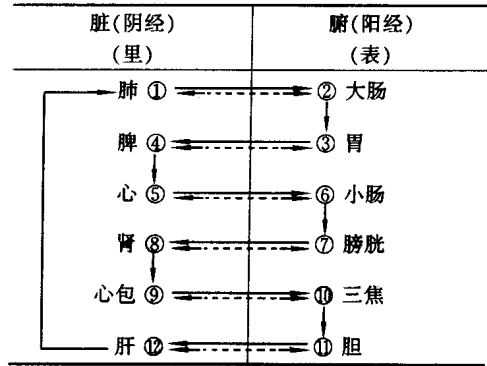 脏(阴经) 腑(阳经)
(里) (表)
肺 ① ② 大肠
脾 ④ ③ 胃
心 ⑤ ⑥ 小肠
肾 ⑧ ⑦ 膀胱
心包 ⑨ ⑩ 三焦
肝 ⑫ ⑪ 胆